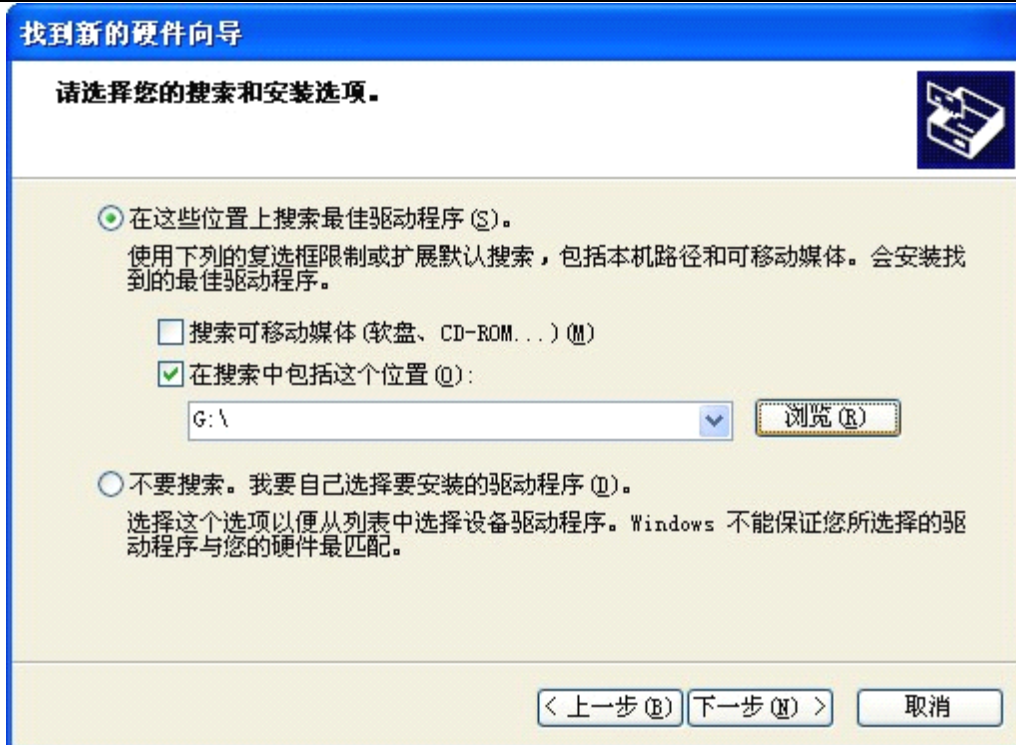 找到新的硬件向导
请选择您的搜索和安装选项。
在这些位置上搜索最佳驱动程序(S)。
使用下列的复选框限制或扩展默认搜索，包括本机路径和可移动媒体。会安装找
到的最佳驱动程序。
搜索可移动媒体(软盘、CD-ROM...)(M)
在搜索中包括这个位置(O):
G:\
浏览(R)
不要搜索。我要自己选择要安装的驱动程序(D)。
选择这个选项以便从列表中选择设备驱动程序。Windows 不能保证您所选择的驱
动程序与您的硬件最匹配。
< 上一步(B) 下一步(N) > 取消